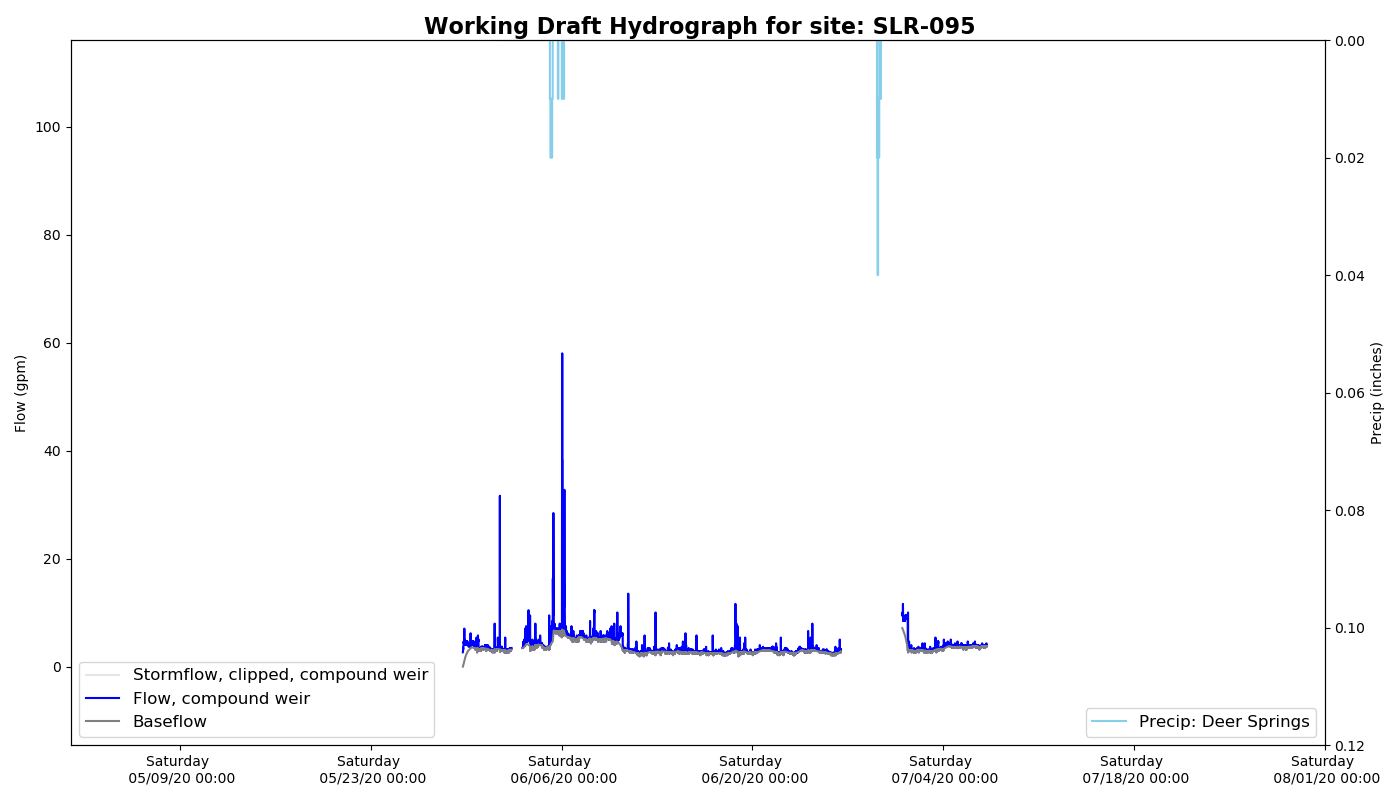 Working Draft Hydrograph for site: SLR-095
Flow (gpm)
100
80
60
40
20
0
0.00
0.02
0.04
0.06
0.08
0.10
0.12
Precip (inches)
Stormflow, clipped, compound weir
Flow, compound weir
Baseflow
Precip: Deer Springs
Saturday
05/09/20 00:00
Saturday
05/23/20 00:00
Saturday
06/06/20 00:00
Saturday
06/20/20 00:00
Saturday
07/04/20 00:00
Saturday
07/18/20 00:00
Saturday
08/01/20 00:00